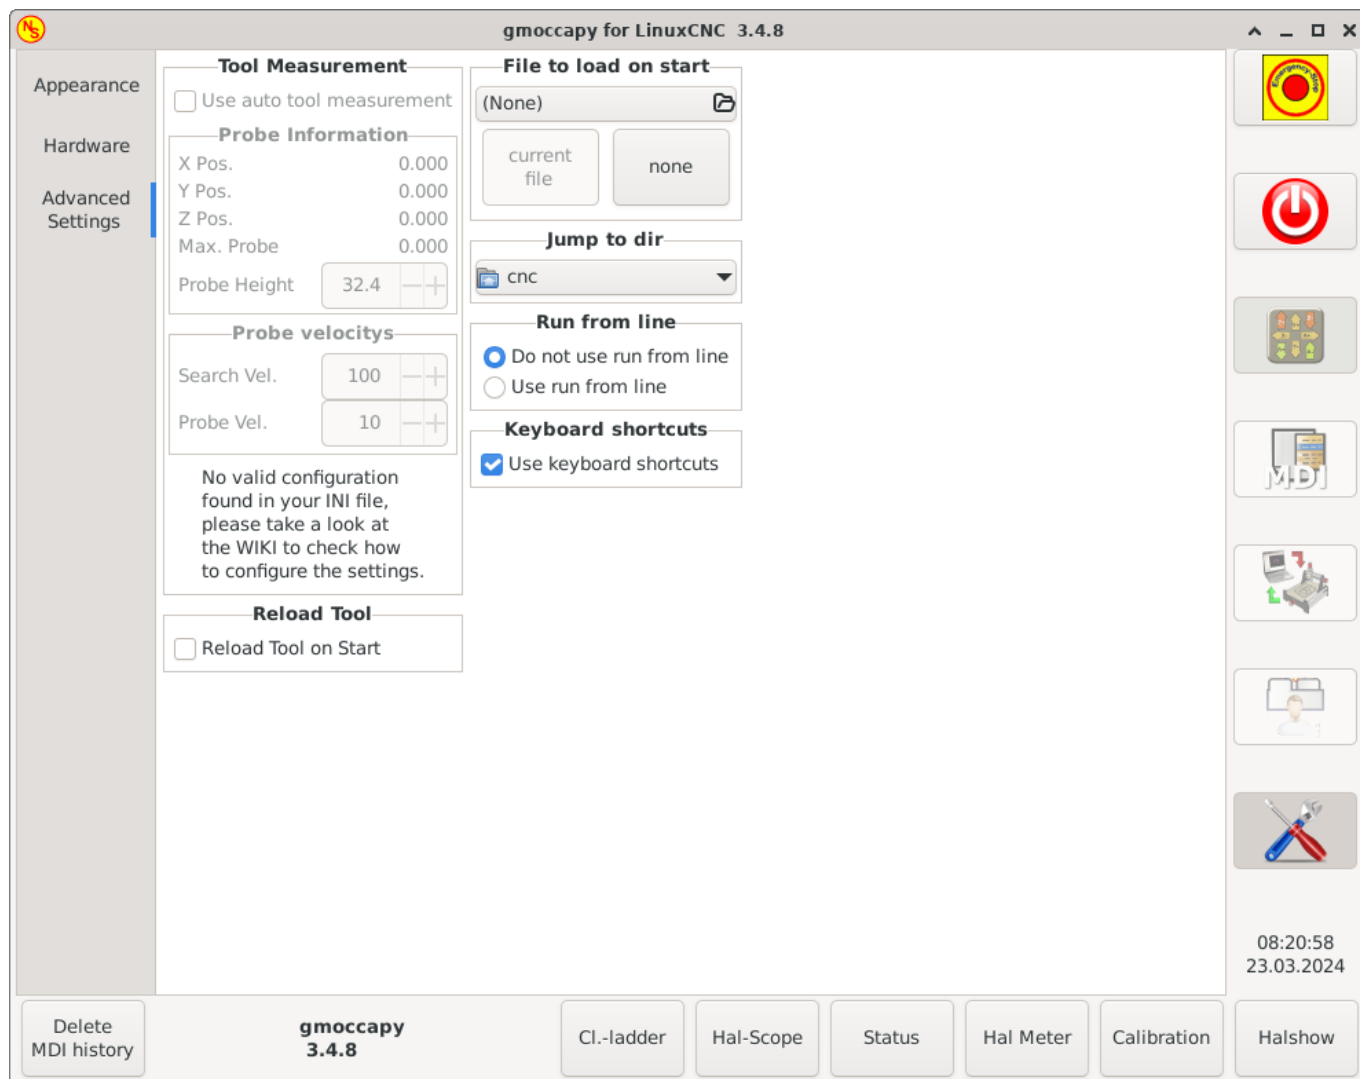 NS
gmoccapy for LinuxCNC 3.4.8
Appearance
Hardware
Advanced
Settings
Tool Measurement
Use auto tool measurement
Probe Information
X Pos. 0.000
Y Pos. 0.000
Z Pos. 0.000
Max. Probe 0.000
Probe Height 32.4
Probe velocitys
Search Vel. 100
Probe Vel. 10
No valid configuration
found in your INI file,
please take a look at
the WIKI to check how
to configure the settings.
Reload Tool
Reload Tool on Start
File to load on start
(None)
current
file
none
Jump to dir
cnc
Run from line
Do not use run from line
Use run from line
Keyboard shortcuts
Use keyboard shortcuts
Emergency-Stop
MDI
08:20:58
23.03.2024
Delete
MDI history
gmoccapy
3.4.8
Cl.-ladder
Hal-Scope
Status
Hal Meter
Calibration
Halshow